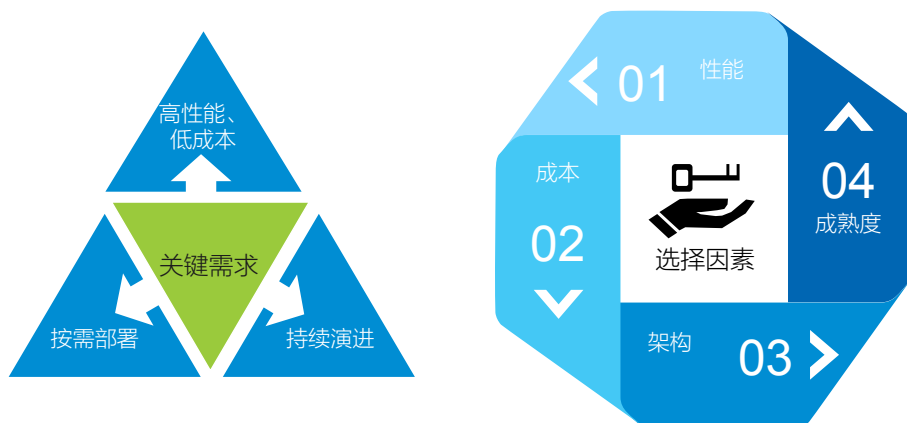 高性能、
低成本
关键需求
按需部署
持续演进
01 性能
成本
02
选择因素
04
成熟度
架构 03